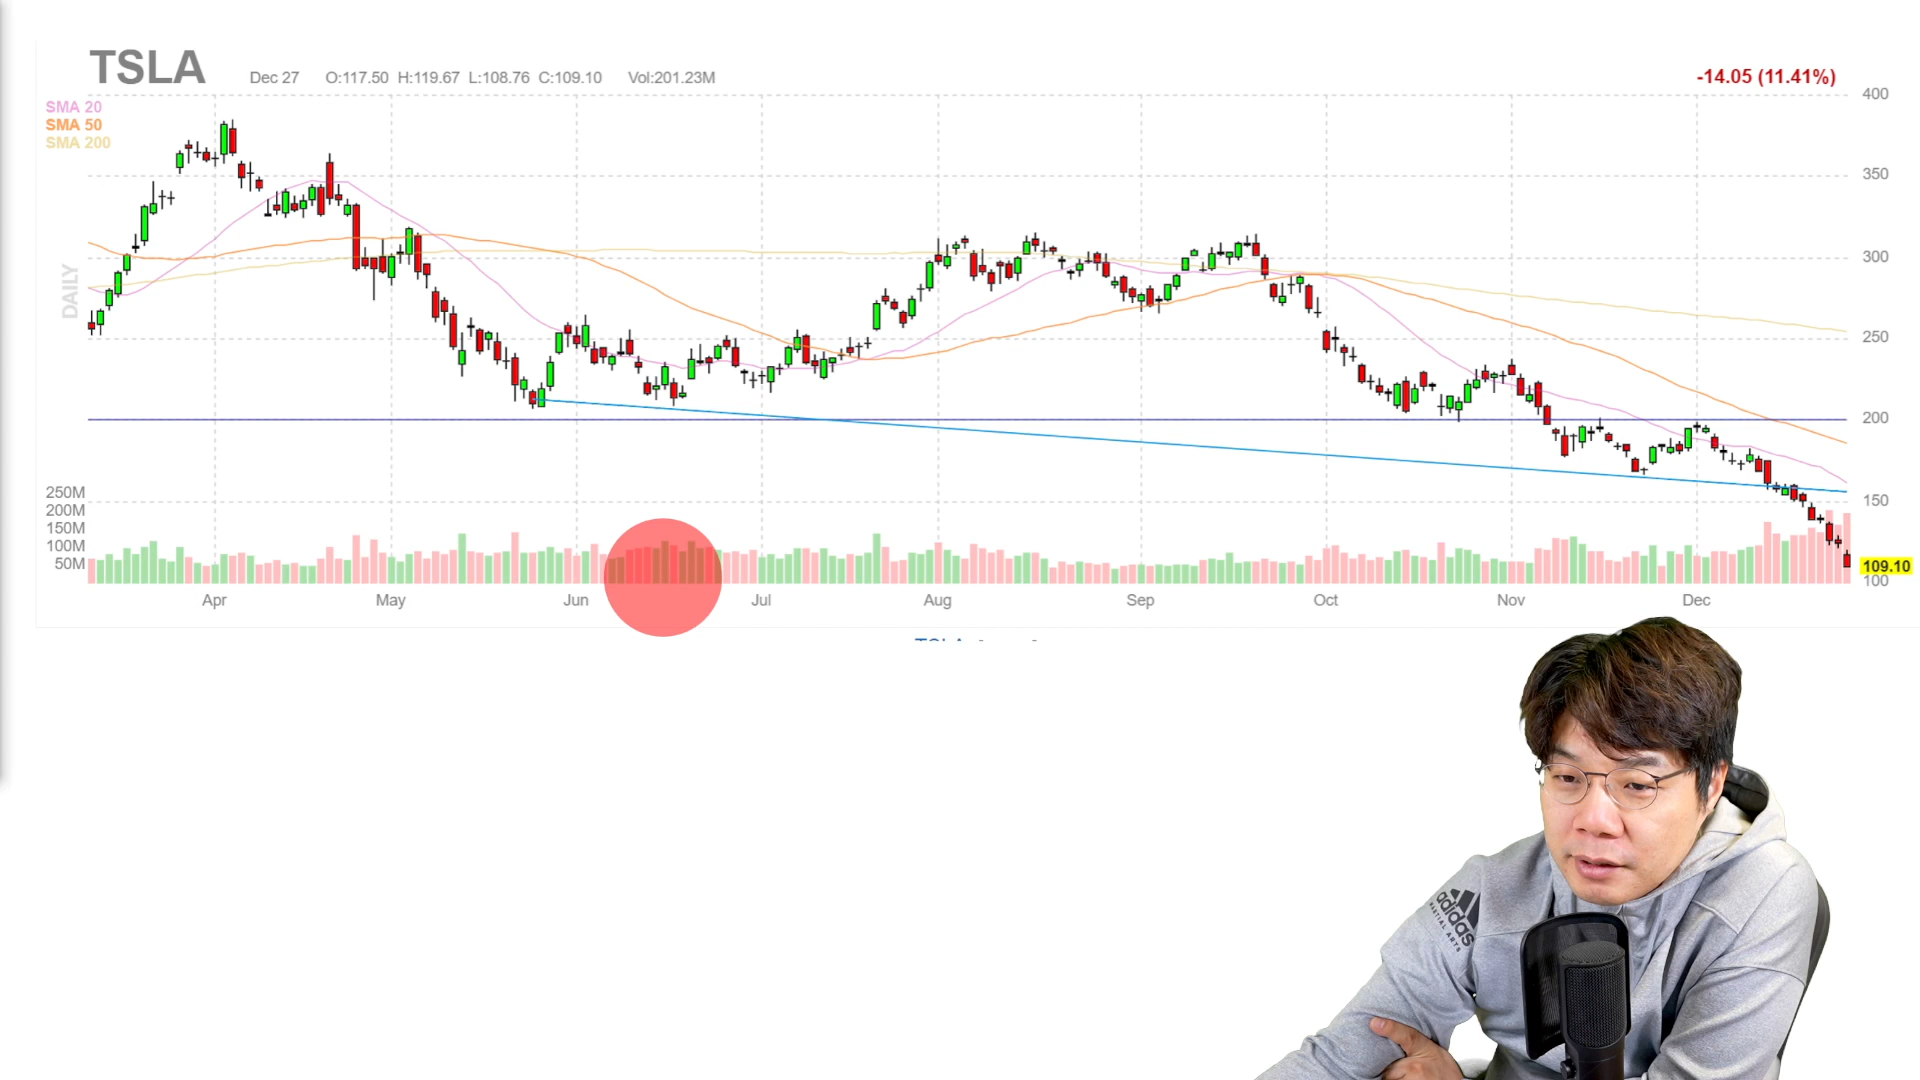 TSLA
Dec 27 O:117.50 H:119.67 L:108.76 C:109.10 Vol:201.23M
-14.05 (11.41%)
SMA 20
SMA 50
SMA 200
DAILY
400
350
300
250
200
150
109.10
100
250M
200M
150M
100M
50M
Apr May Jun Jul Aug Sep Oct Nov Dec
adidas
MARTIAL ARTS